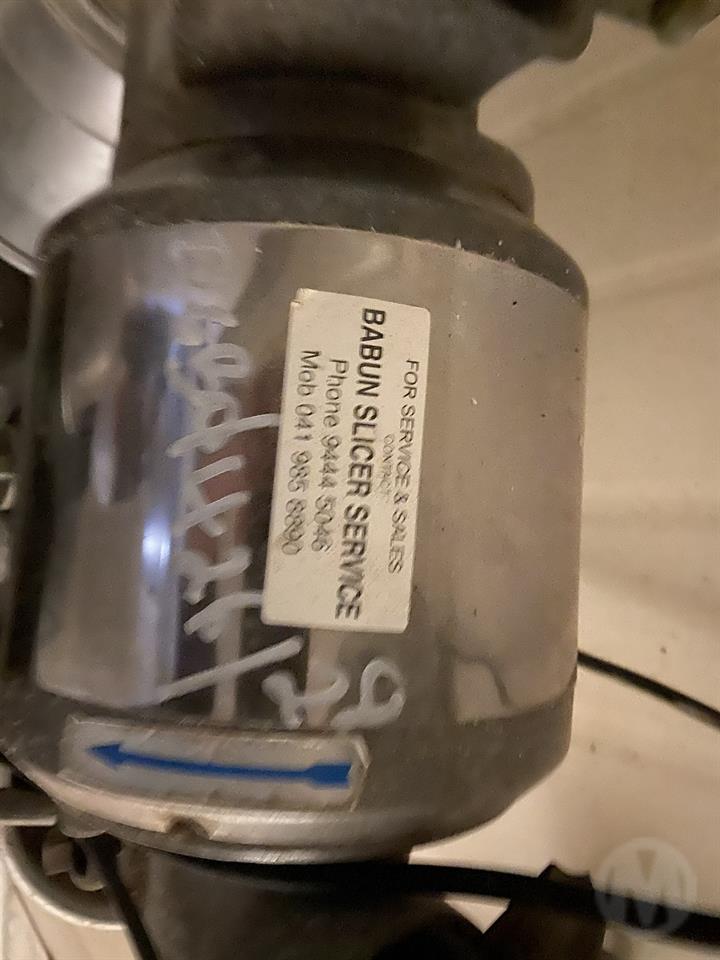 FOR SERVICE & SALES
CONTACT:
BABUN SLICER SERVICE
Phone 9444 5046
Mob 041 985 8890
M